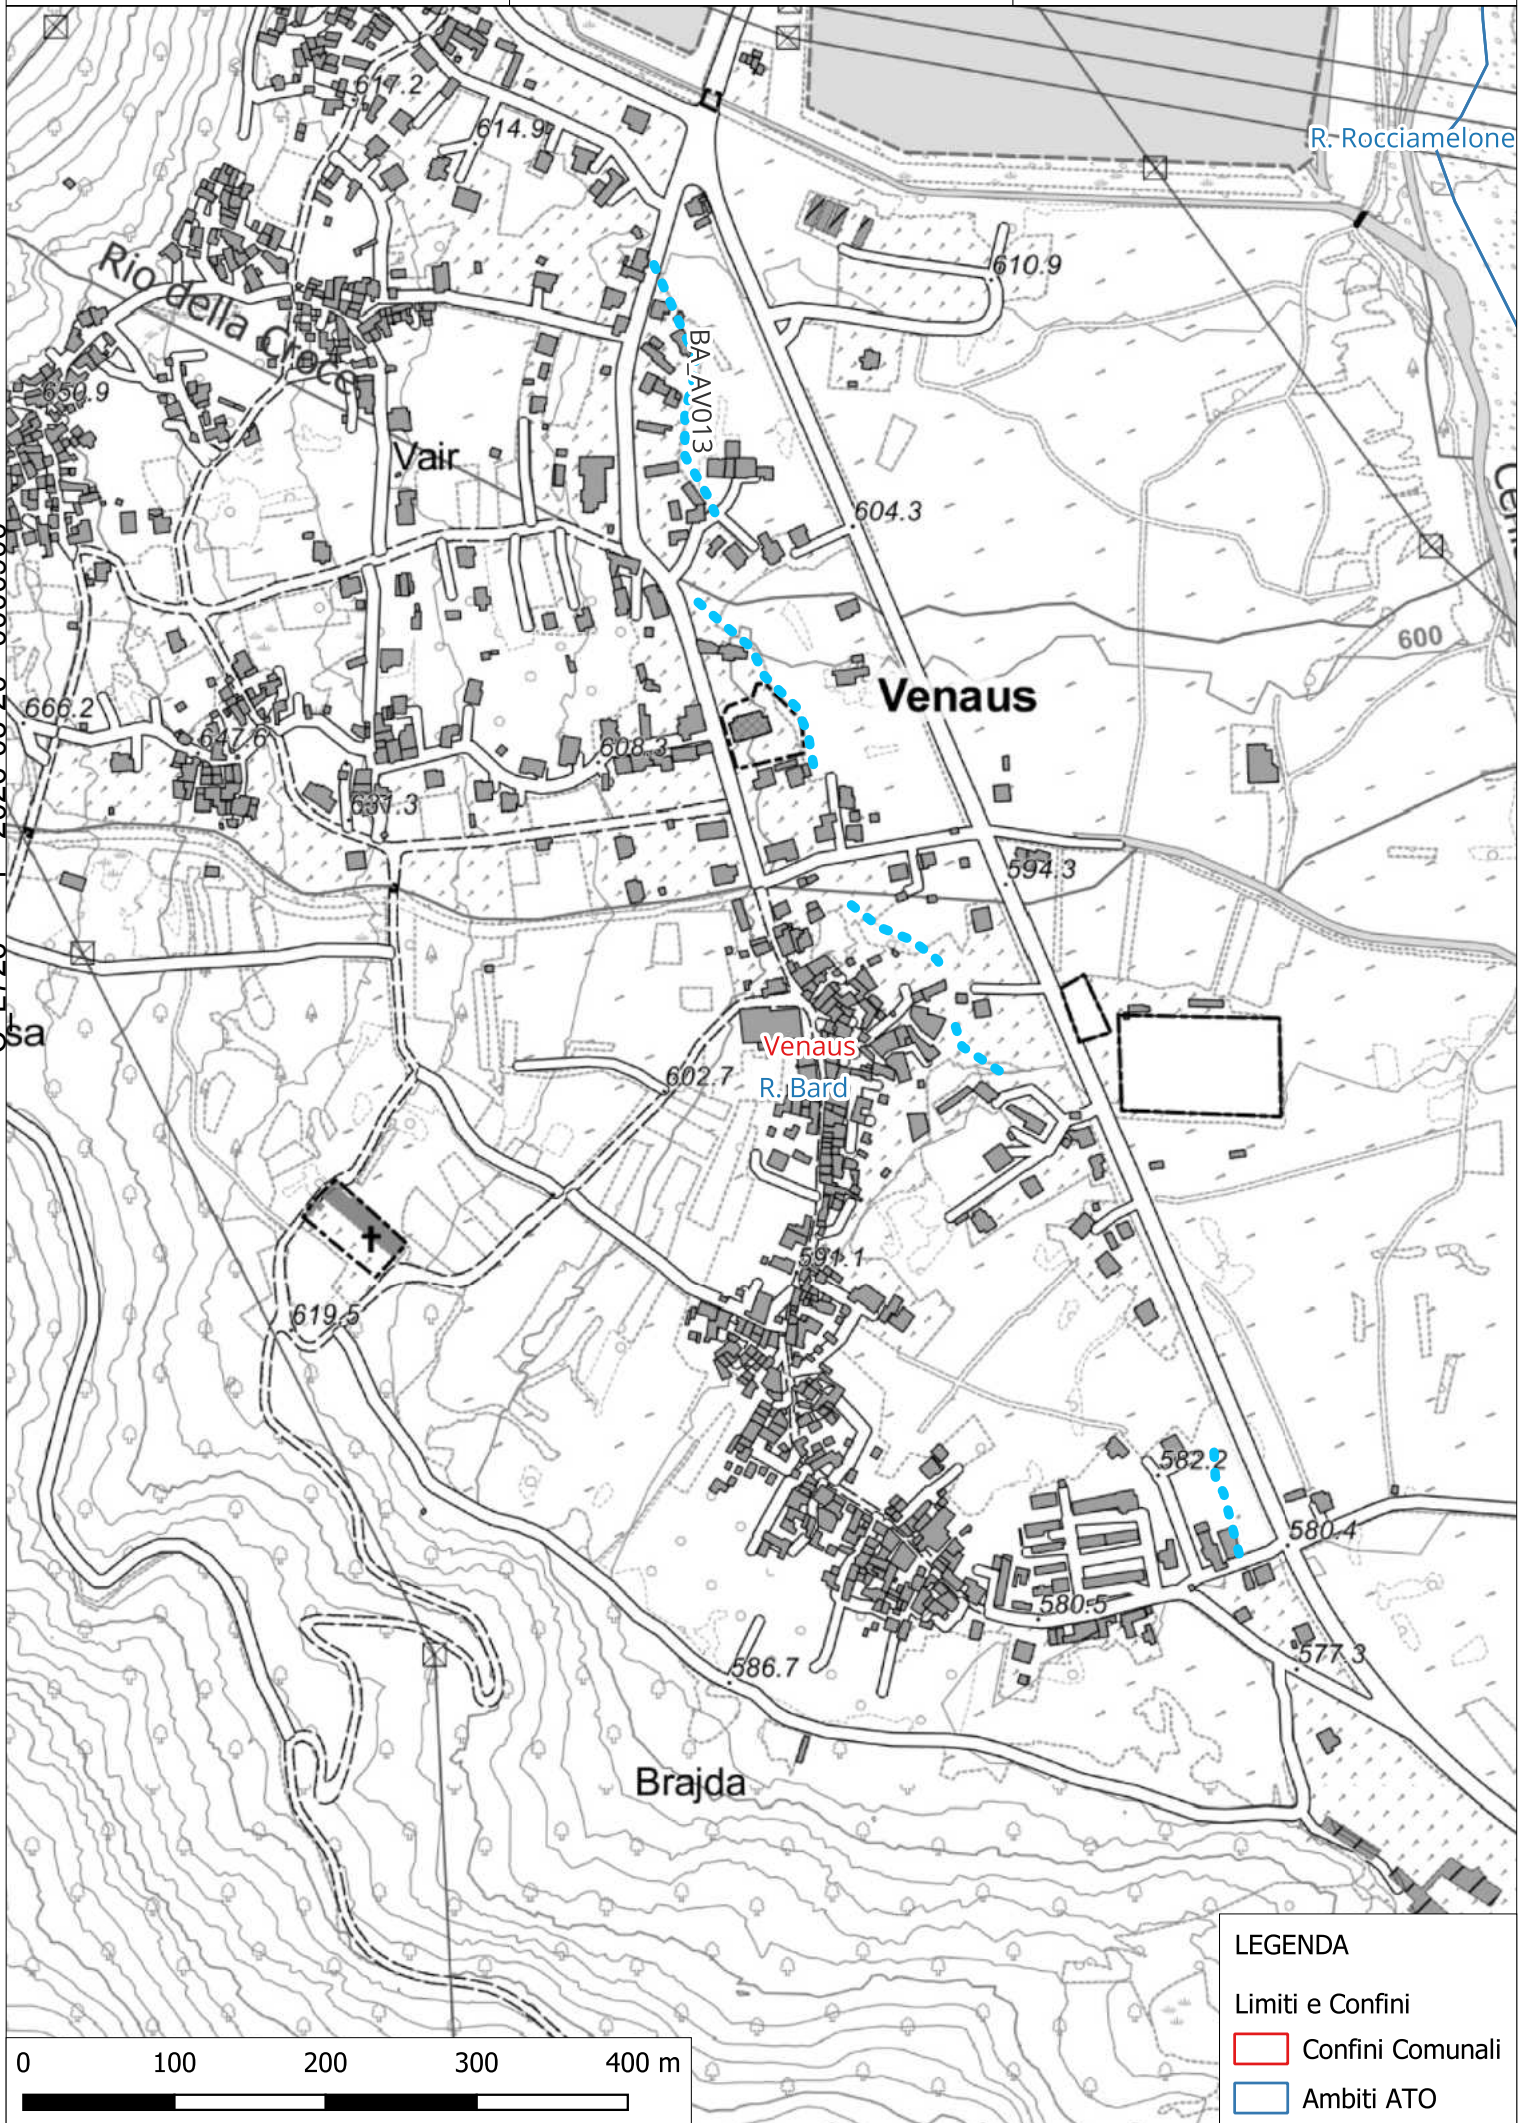 617.2
614.9
R. Rocciamelone
610.9
Rio della Croce
BA_AV013
650.9
Vair
604.3
600
666.2
647.6
608.3
Venaus
637.3
594.3
sa
Venaus
602.7
R. Bard
591.1
619.5
582.2
580.4
580.5
586.7
577.3
Brajda
LEGENDA
Limiti e Confini
Confini Comunali
Ambiti ATO
0 100 200 300 400 m